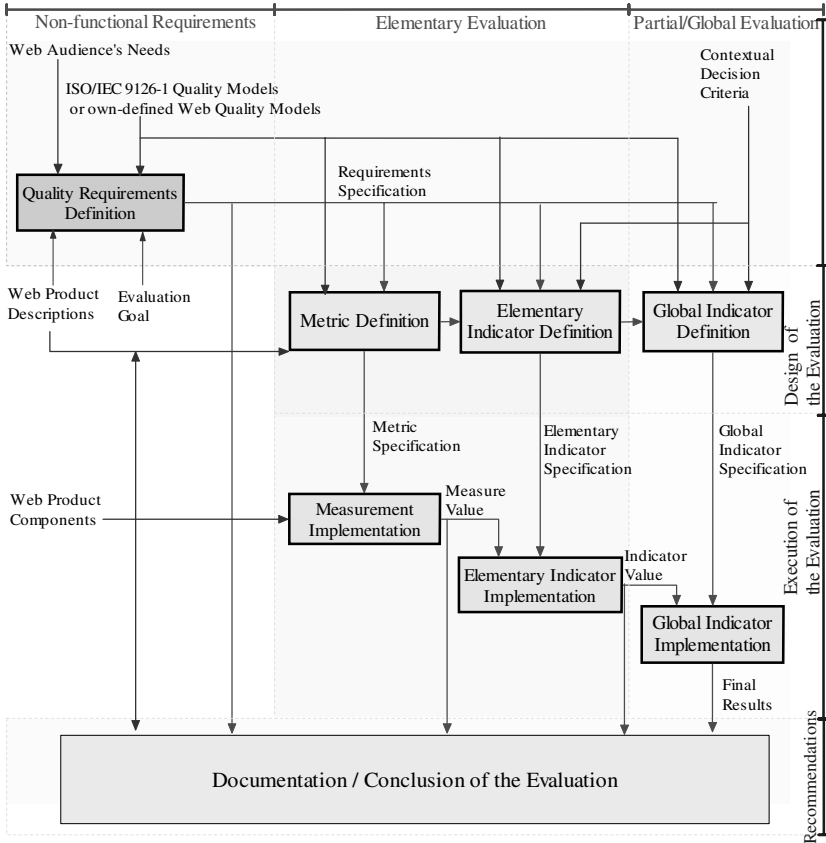 Non-functional Requirements
Elementary Evaluation
Partial/Global Evaluation
Web Audience's Needs
ISO/IEC 9126-1 Quality Models
or own-defined Web Quality Models
Contextual
Decision
Criteria
Requirements
Specification
Quality Requirements
Definition
Web Product
Descriptions
Evaluation
Goal
Metric Definition
Elementary
Indicator Definition
Global Indicator
Definition
Design of
the Evaluation
Metric
Specification
Elementary
Indicator
Specification
Global
Indicator
Specification
Web Product
Components
Measurement
Implementation
Measure
Value
Elementary Indicator
Implementation
Indicator
Value
Global Indicator
Implementation
Execution of
the Evaluation
Final
Results
Documentation / Conclusion of the Evaluation
Recommendations